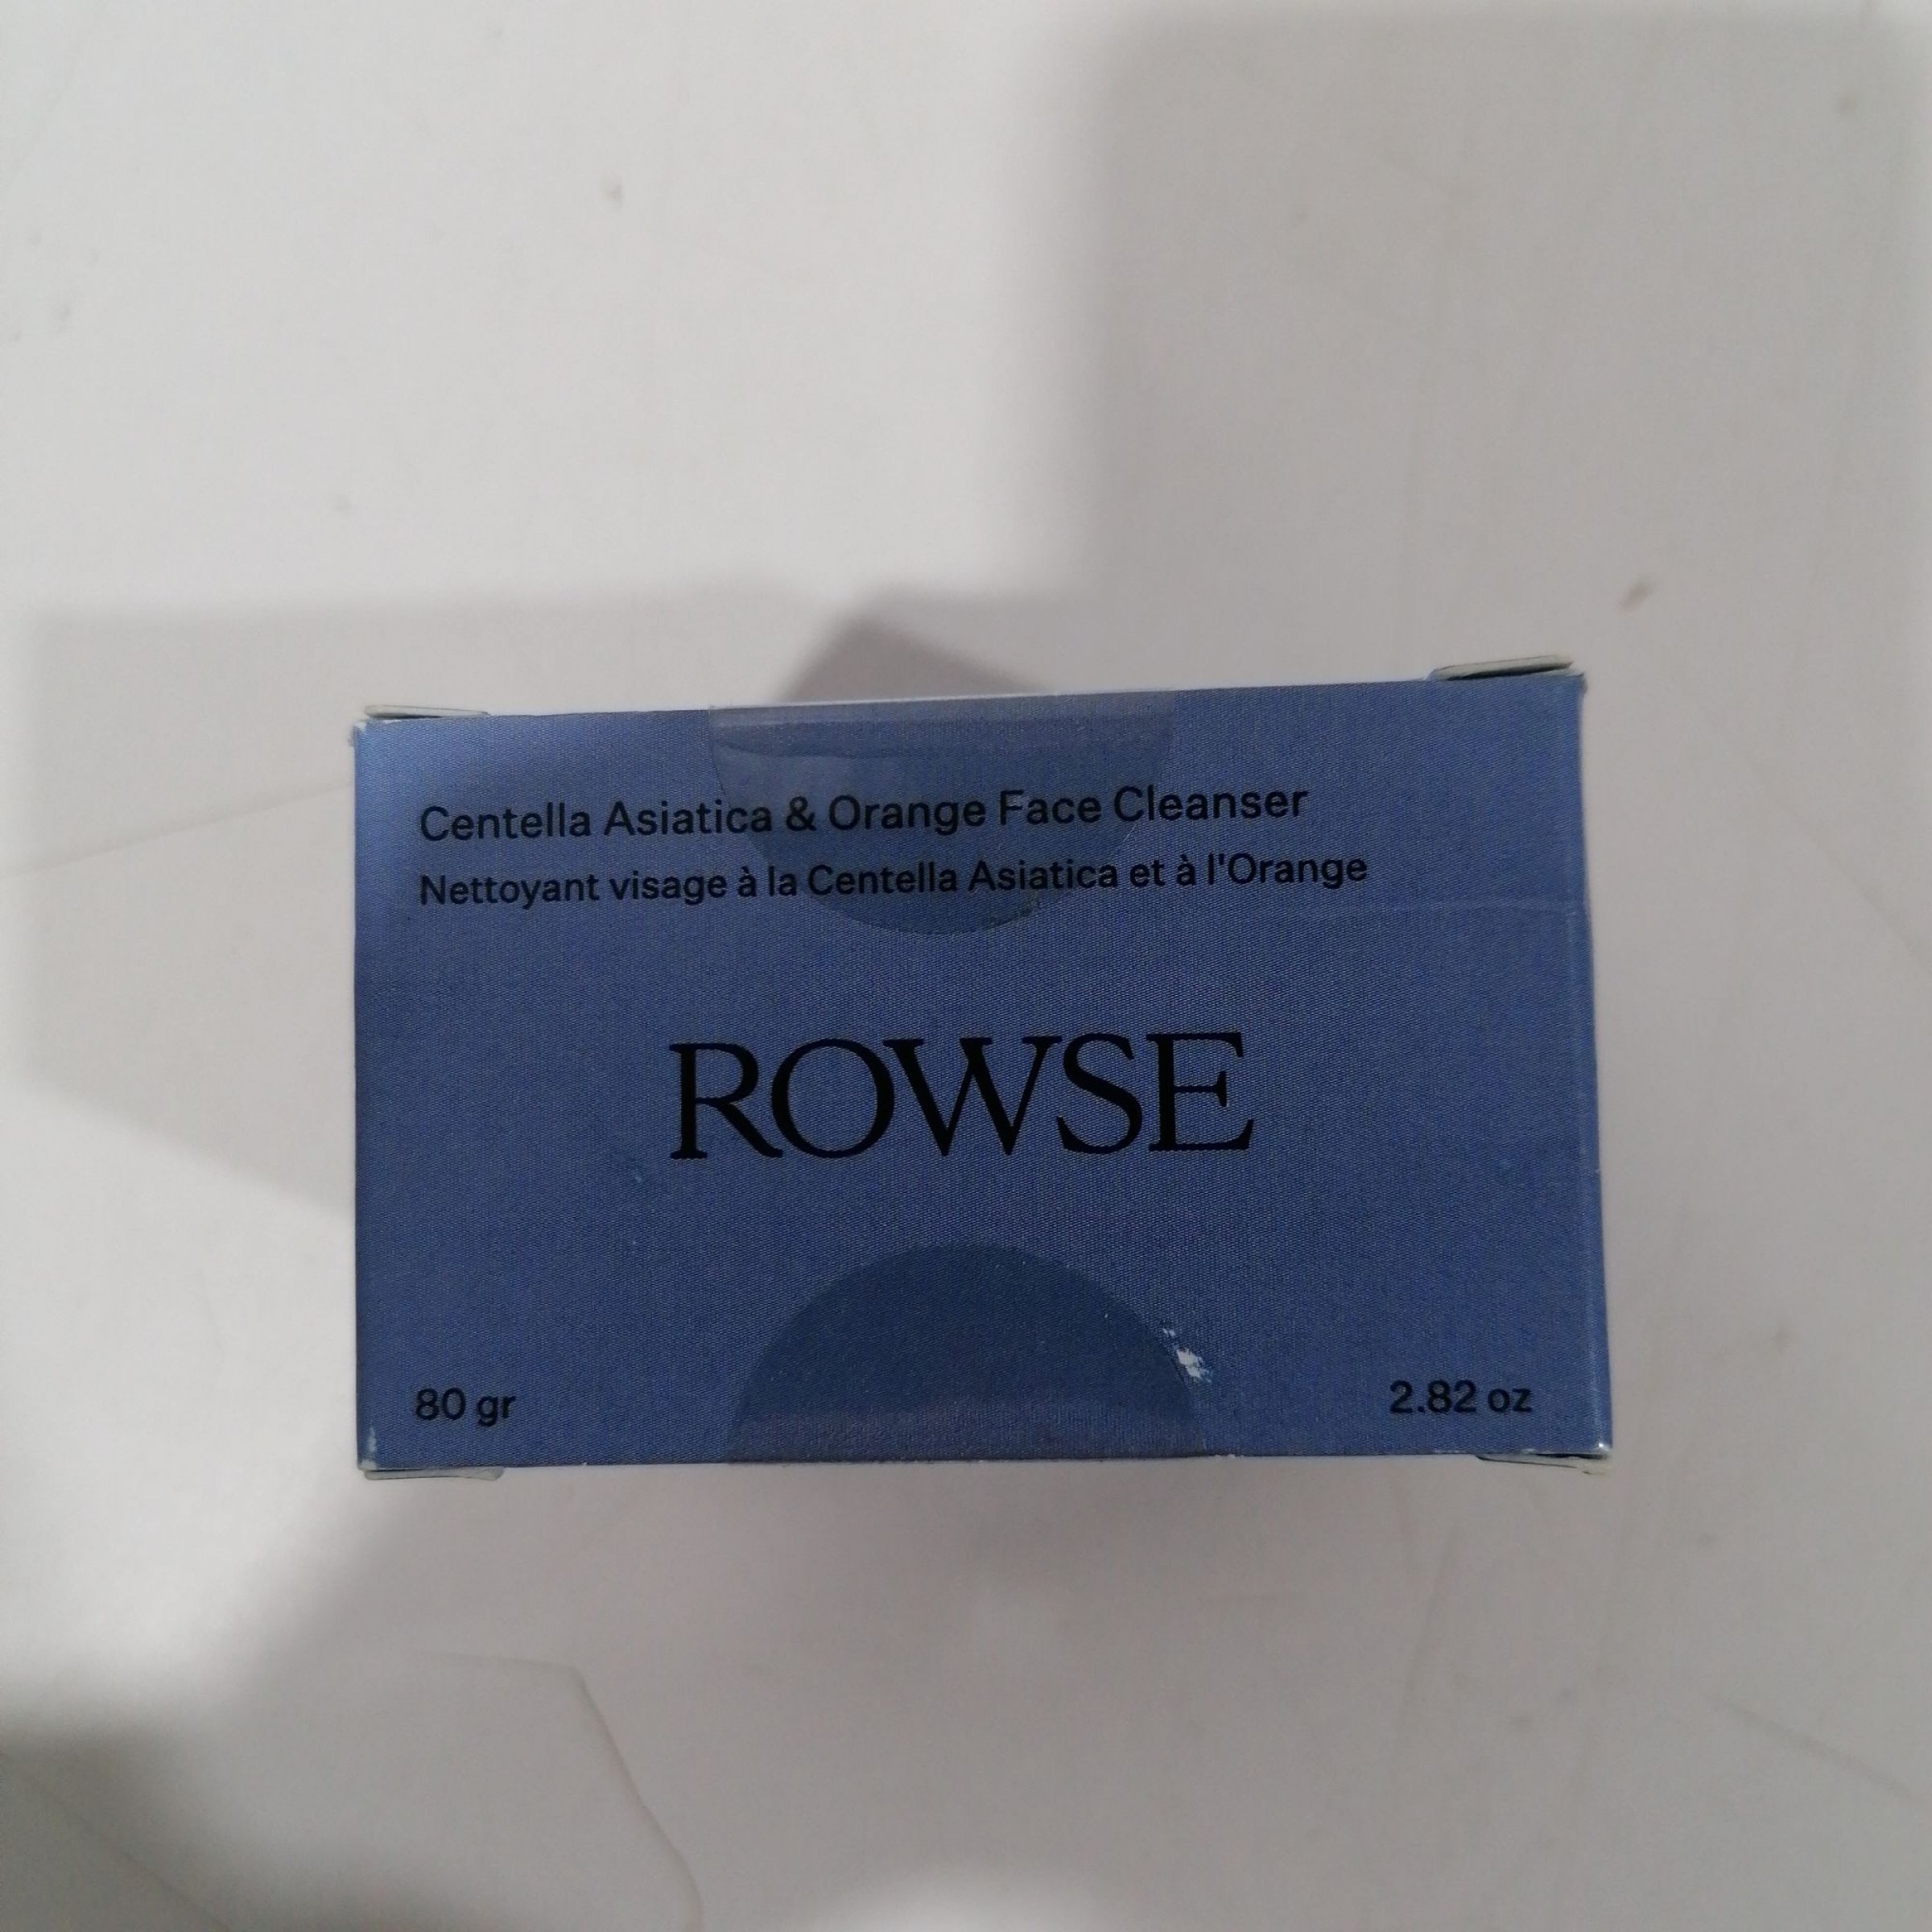 Centella Asiatica & Orange Face Cleanser
Nettoyant visage à la Centella Asiatica et à l'Orange
ROWSE
80 gr
2.82 oz